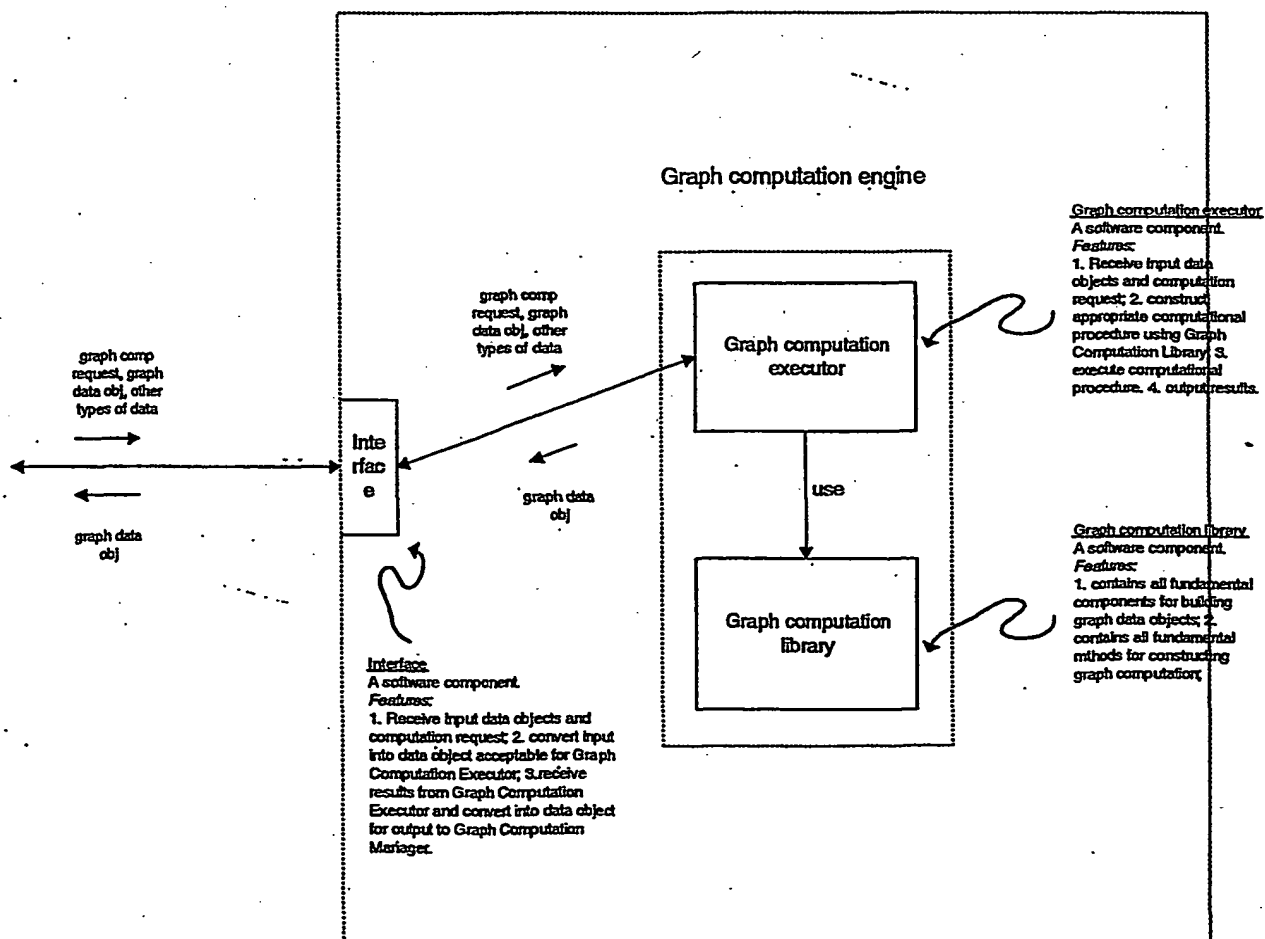 Graph computation engine
Graph computation executor
A software component.
Features:
1. Receive input data
objects and computation
request; 2. construct
appropriate computational
procedure using Graph
Computation Library; 3.
execute computational
procedure. 4. output results.
graph comp
request, graph
data obj, other
types of data
Graph computation
executor
graph comp
request, graph
data obj, other
types of data
Inte
rfac
e
use
graph data
obj
graph data
obj
Graph computation library
A software component.
Features:
1. contains all fundamental
components for building
graph data objects; 2.
contains all fundamental
mthods for constructing
graph computation;
Graph computation
library
Interface
A software component.
Features:
1. Receive input data objects and
computation request; 2. convert input
into data object acceptable for Graph
Computation Executor; 3.receive
results from Graph Computation
Executor and convert into data object
for output to Graph Computation
Manager.